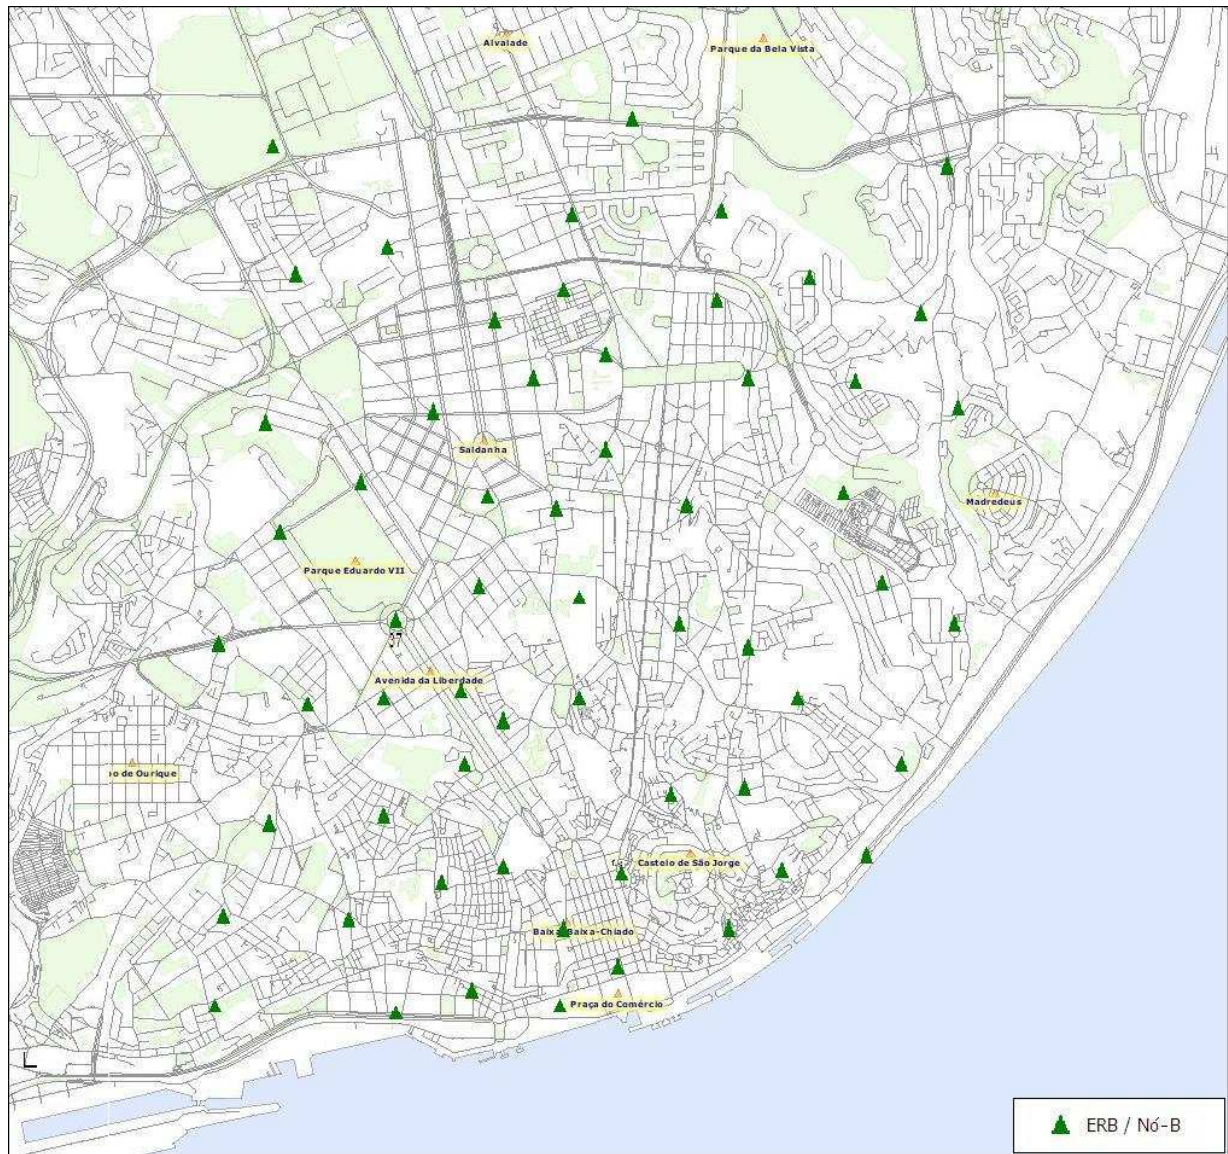 Alvalade
Parque da Bela Vista
Saldanha
Madredeus
Parque Eduardo VII
Avenida da Liberdade
o de Ourique
Castelo de São Jorge
Baixa Baixa-Chiado
Praça do Comércio
ERB / Nó-B